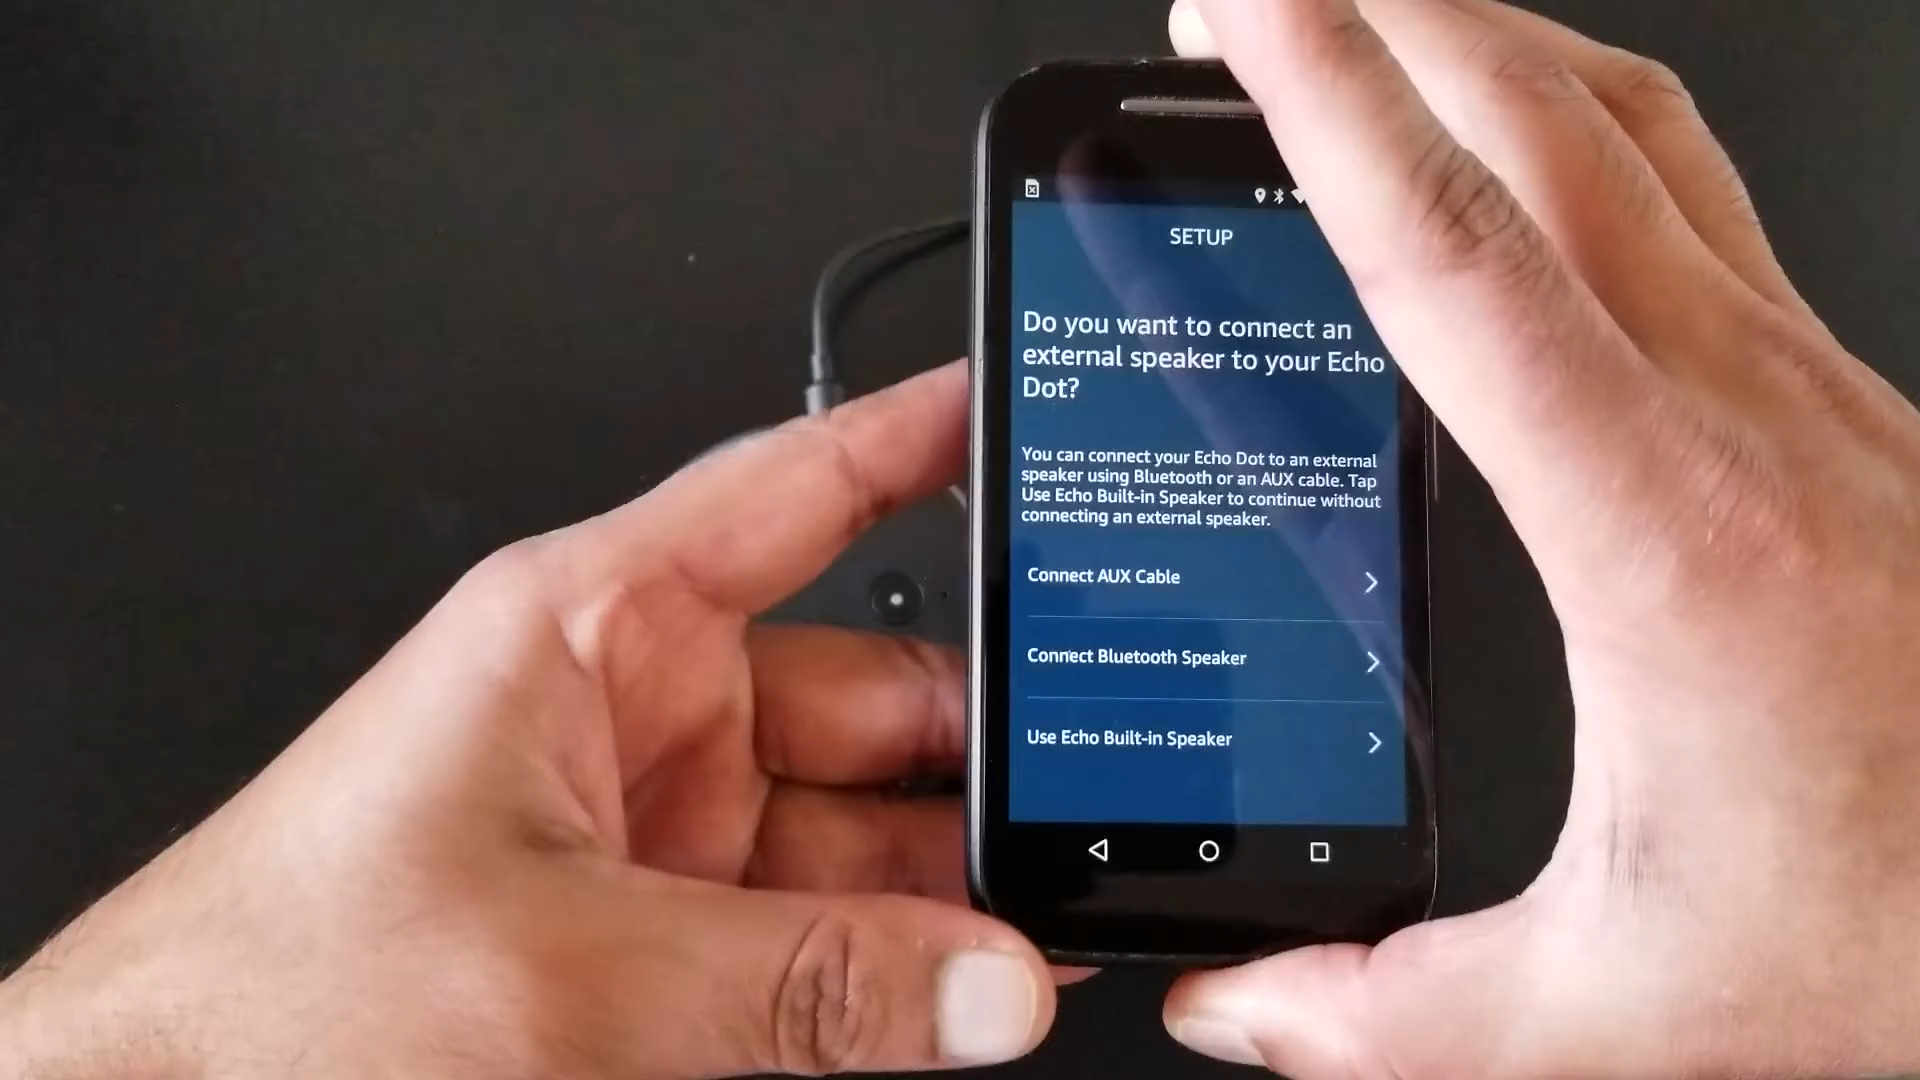 SETUP
Do you want to connect an
external speaker to your Echo
Dot?
You can connect your Echo Dot to an external
speaker using Bluetooth or an AUX cable. Tap
Use Echo Built-in Speaker to continue without
connecting an external speaker.
Connect AUX Cable
Connect Bluetooth Speaker
Use Echo Built-in Speaker